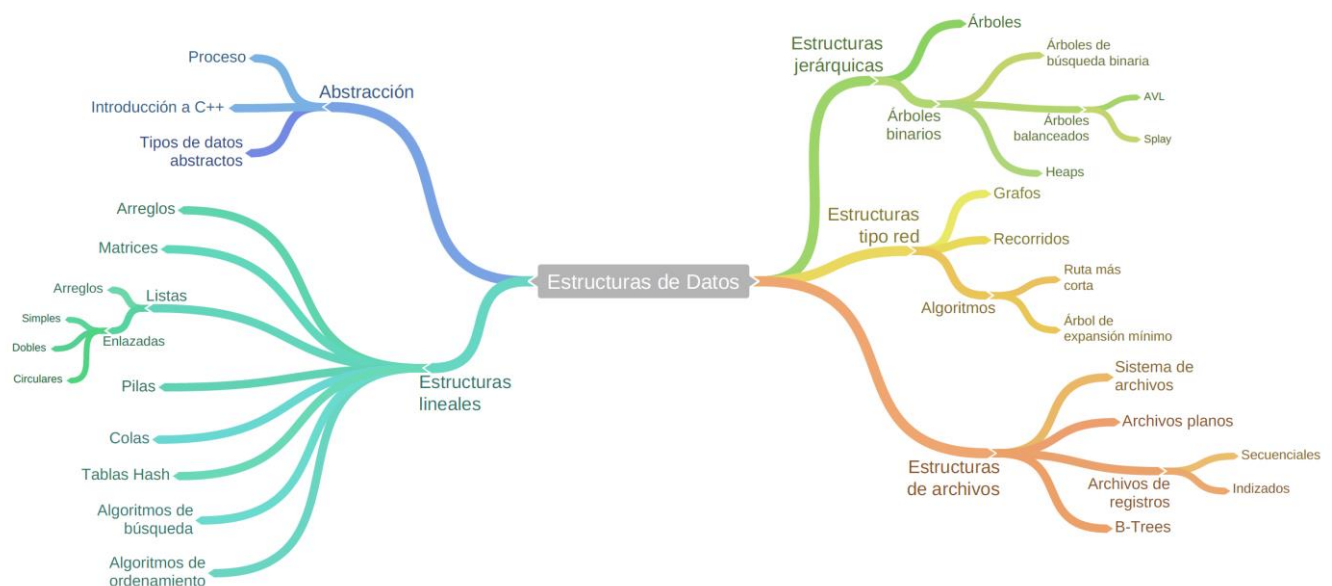 Estructuras de Datos
Abstracción
Proceso
Introducción a C++
Tipos de datos
abstractos
Estructuras
lineales
Arreglos
Matrices
Listas
Arreglos
Enlazadas
Simples
Dobles
Circulares
Pilas
Colas
Tablas Hash
Algoritmos de
búsqueda
Algoritmos de
ordenamiento
Estructuras
jerárquicas
Árboles
Árboles
binarios
Árboles de
búsqueda binaria
Árboles
balanceados
AVL
Splay
Heaps
Estructuras
tipo red
Grafos
Recorridos
Algoritmos
Ruta más
corta
Árbol de
expansión mínimo
Estructuras
de archivos
Sistema de
archivos
Archivos planos
Archivos de
registros
Secuenciales
Indizados
B-Trees